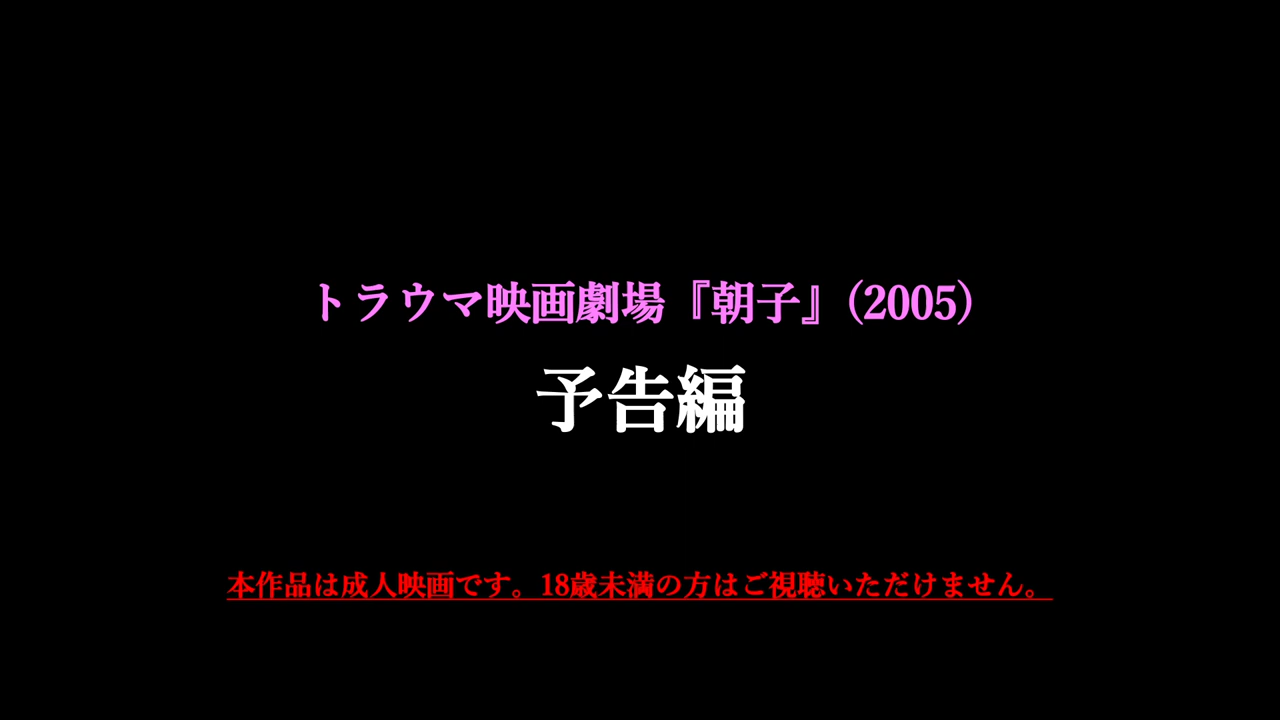 トラウマ映画劇場『朝子』(2005)
予告編
本作品は成人映画です。18歳未満の方はご視聴いただけません。